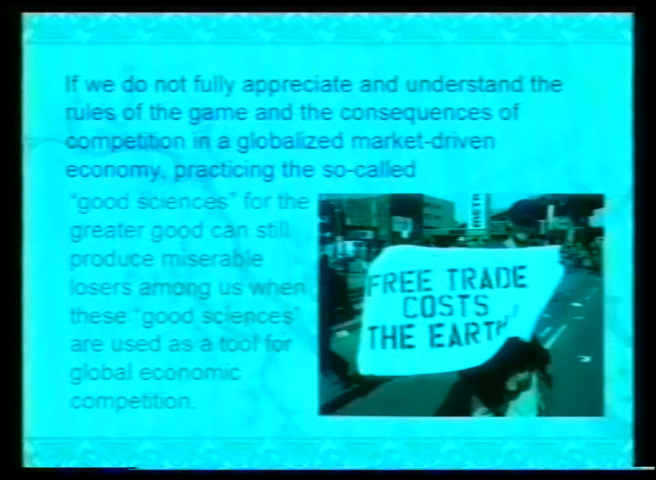 If we do not fully appreciate and understand the
rules of the game and the consequences of
competition in a globalized market-driven
economy, practicing the so-called
"good sciences" for the
greater good can still
produce miserable
losers among us when
these "good sciences"
are used as a tool for
global economic
competition.
FREE TRADE
COSTS
THE EARTH